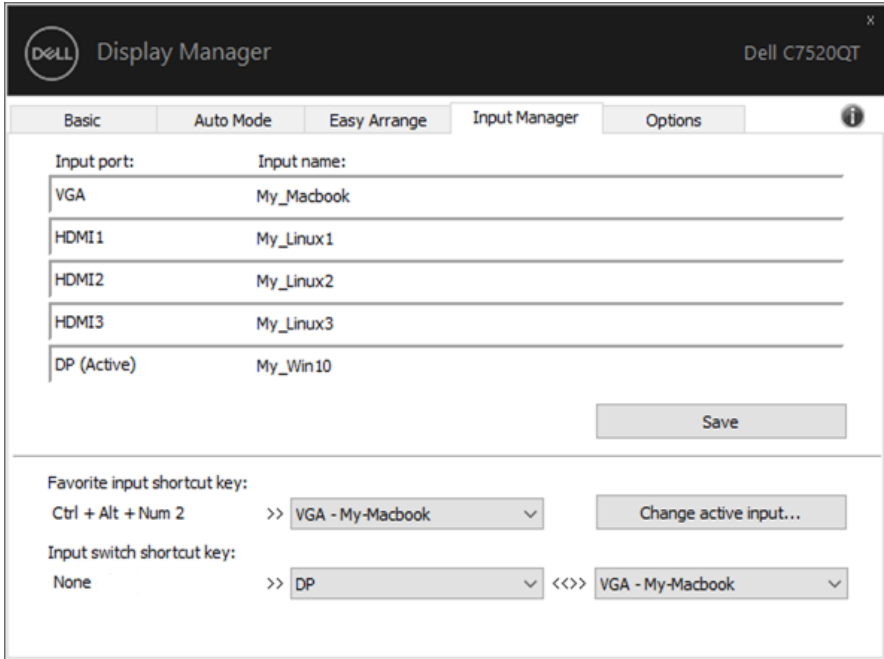 x
DELL Display Manager Dell C7520QT
Basic Auto Mode Easy Arrange Input Manager Options i
Input port: Input name:
VGA My_Macbook
HDMI1 My_Linux1
HDMI2 My_Linux2
HDMI3 My_Linux3
DP (Active) My_Win10
Save
Favorite input shortcut key:
Ctrl + Alt + Num 2 >> VGA - My-Macbook Change active input...
Input switch shortcut key:
None >> DP <<>> VGA - My-Macbook